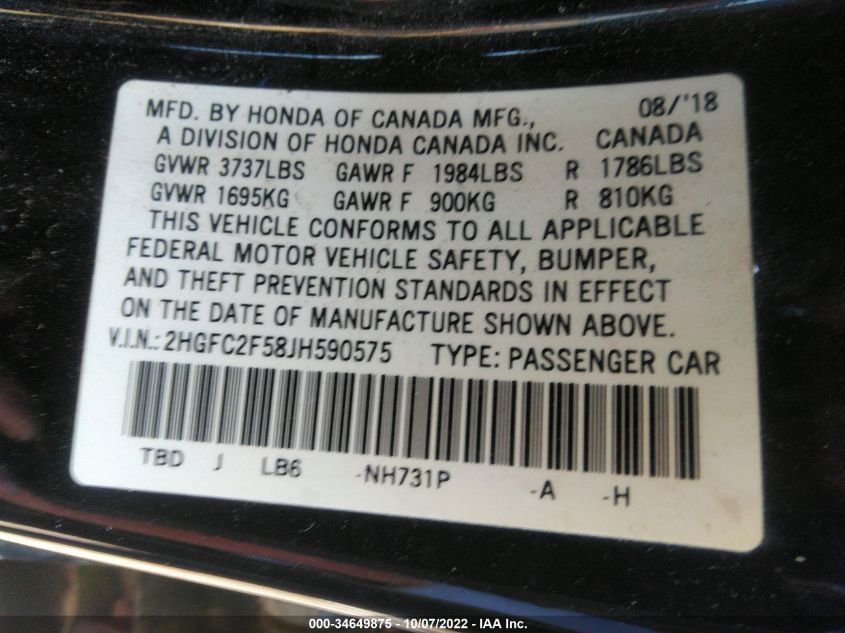 MFD. BY HONDA OF CANADA MFG., 08/'18
A DIVISION OF HONDA CANADA INC. CANADA
GVWR 3737LBS GAWR F 1984LBS R 1786LBS
GVWR 1695KG GAWR F 900KG R 810KG
THIS VEHICLE CONFORMS TO ALL APPLICABLE
FEDERAL MOTOR VEHICLE SAFETY, BUMPER,
AND THEFT PREVENTION STANDARDS IN EFFECT
ON THE DATE OF MANUFACTURE SHOWN ABOVE.
V.I.N.: 2HGFC2F58JH590575 TYPE: PASSENGER CAR
TBD J LB6 -NH731P -A -H
000-34649875 - 10/07/2022 - IAA Inc.